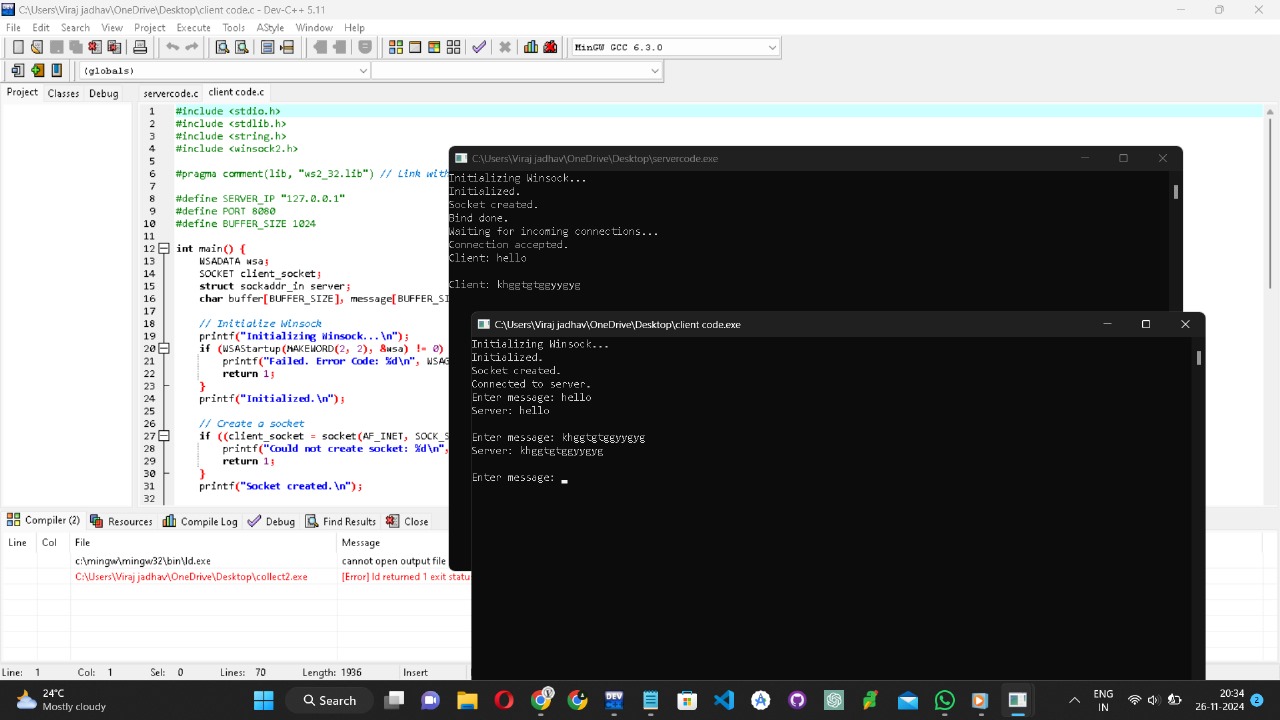 C:\Users\Viraj jadhav\OneDrive\Desktop\client code.c - Dev-C++ 5.11
File Edit Search View Project Execute Tools AStyle Window Help
MinGW GCC 6.3.0
(globals)
Project Classes Debug servercode.c client code.c
1 #include <stdio.h>
2 #include <stdlib.h>
3 #include <string.h>
4 #include <winsock2.h>
5
6 #pragma comment(lib, "ws2_32.lib") // Link with
7
8 #define SERVER_IP "127.0.0.1"
9 #define PORT 8080
10 #define BUFFER_SIZE 1024
11
12 int main() {
13 WSADATA wsa;
14 SOCKET client_socket;
15 struct sockaddr_in server;
16 char buffer[BUFFER_SIZE], message[BUFFER_SI
17
18 // Initialize Winsock
19 printf("Initializing Winsock...\n");
20 if (WSAStartup(MAKEWORD(2, 2), &wsa) != 0)
21 printf("Failed. Error Code: %d\n", WSAG
22 return 1;
23 }
24 printf("Initialized.\n");
25
26 // Create a socket
27 if ((client_socket = socket(AF_INET, SOCK_S
28 printf("Could not create socket: %d\n",
29 return 1;
30 }
31 printf("Socket created.\n");
32
C:\Users\Viraj jadhav\OneDrive\Desktop\servercode.exe
Initializing Winsock...
Initialized.
Socket created.
Bind done.
Waiting for incoming connections...
Connection accepted.
Client: hello
Client: khggtgtggyygyg
C:\Users\Viraj jadhav\OneDrive\Desktop\client code.exe
Initializing Winsock...
Initialized.
Socket created.
Connected to server.
Enter message: hello
Server: hello
Enter message: khggtgtggyygyg
Server: khggtgtggyygyg
Enter message:
Compiler (2) Resources Compile Log Debug Find Results Close
Line Col File Message
c:\mingw\mingw32\bin\ld.exe cannot open output file
C:\Users\Viraj jadhav\OneDrive\Desktop\collect2.exe [Error] ld returned 1 exit statu
Line: 1 Col: 1 Sel: 0 Lines: 70 Length: 1936 Insert
24°C
Mostly cloudy
Search
DEV
ENG
IN
20:34
26-11-2024
2